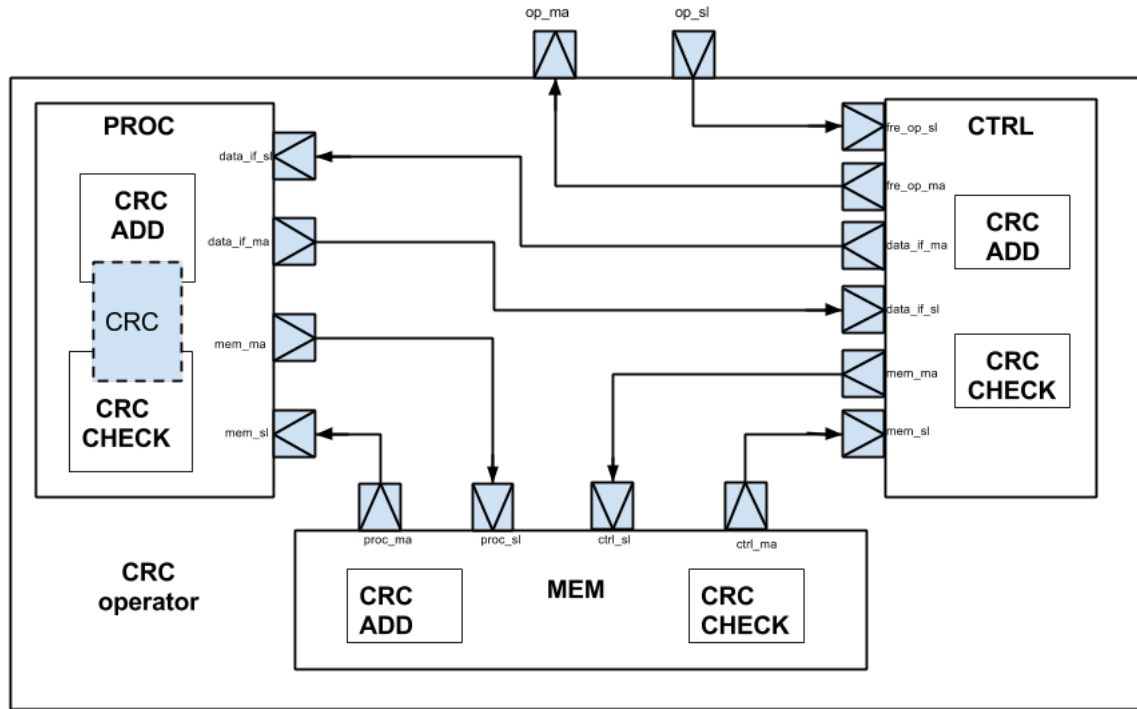 op_ma
op_sl
PROC
CTRL
fre_op_sl
data_if_sl
fre_op_ma
CRC
ADD
data_if_ma
data_if_ma
CRC
ADD
data_if_sl
CRC
mem_ma
mem_ma
CRC
CHECK
CRC
CHECK
mem_sl
mem_sl
proc_ma
proc_sl
ctrl_sl
ctrl_ma
CRC
operator
MEM
CRC
ADD
CRC
CHECK